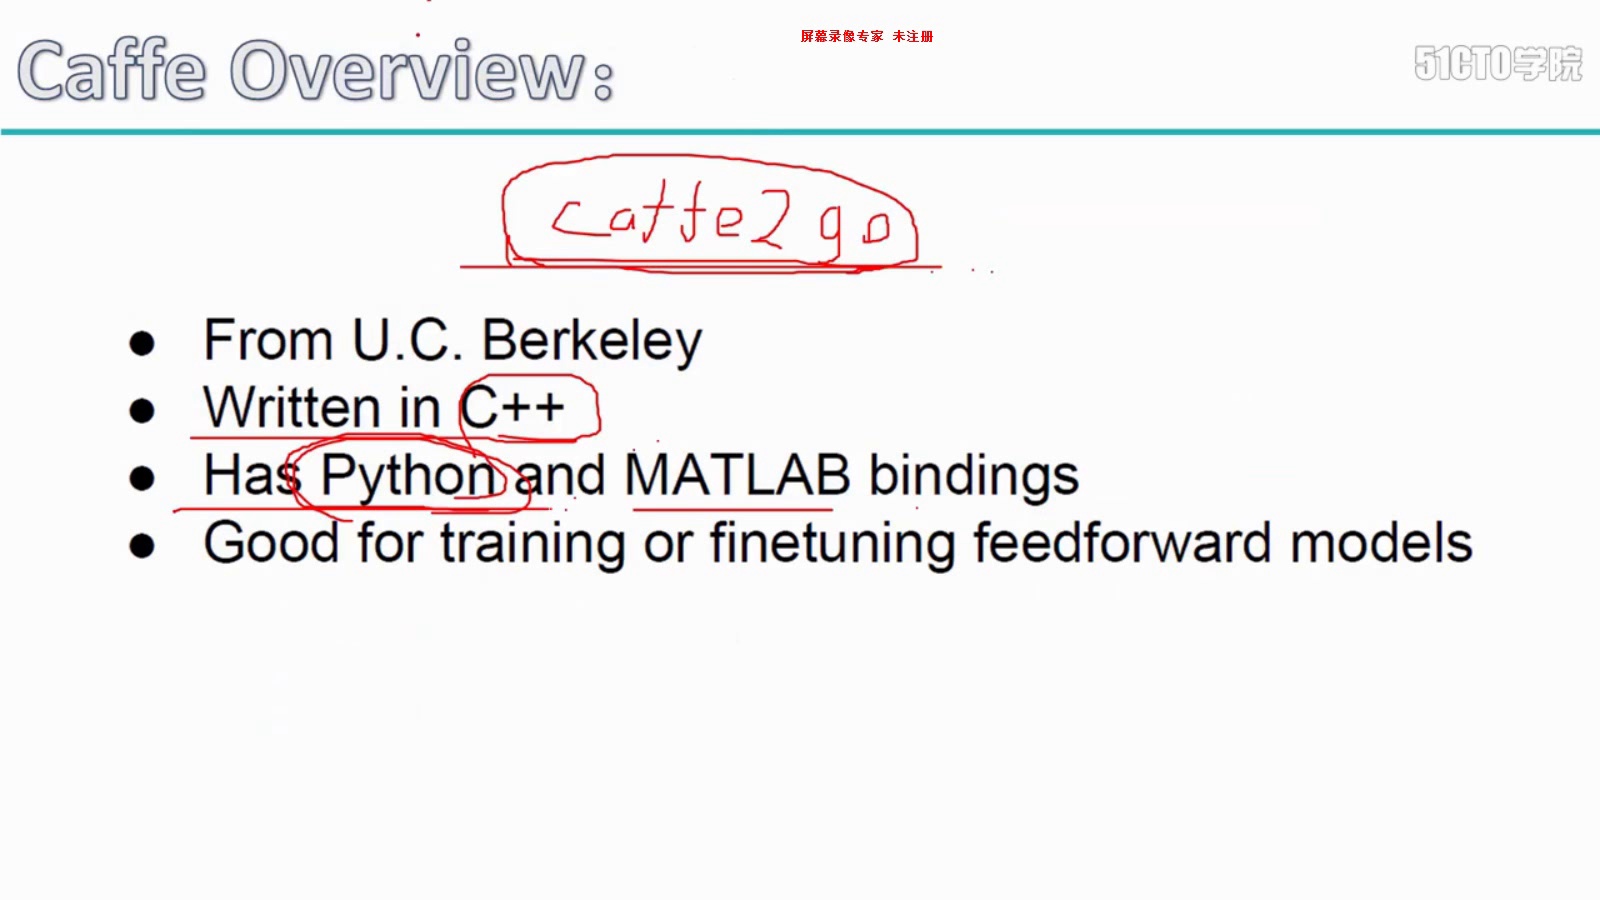 屏幕录像专家 未注册
Caffe Overview:
51CTO学院
caffe2go
● From U.C. Berkeley
● Written in C++
● Has Python and MATLAB bindings
● Good for training or finetuning feedforward models